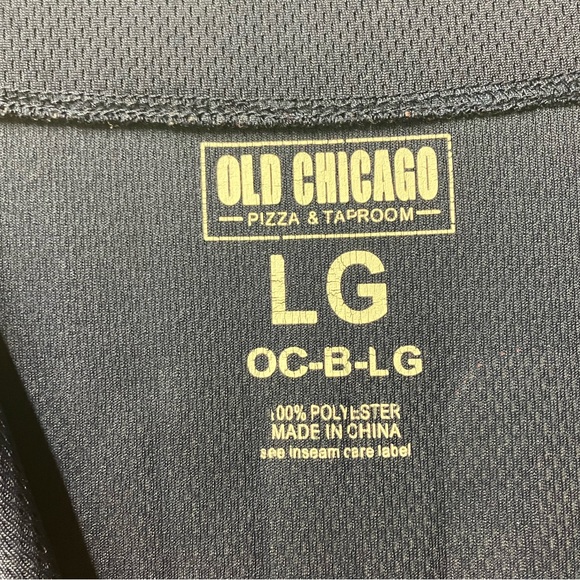 OLD CHICAGO
PIZZA & TAPROOM
LG
OC-B-LG
100% POLYESTER
MADE IN CHINA
see inseam care label